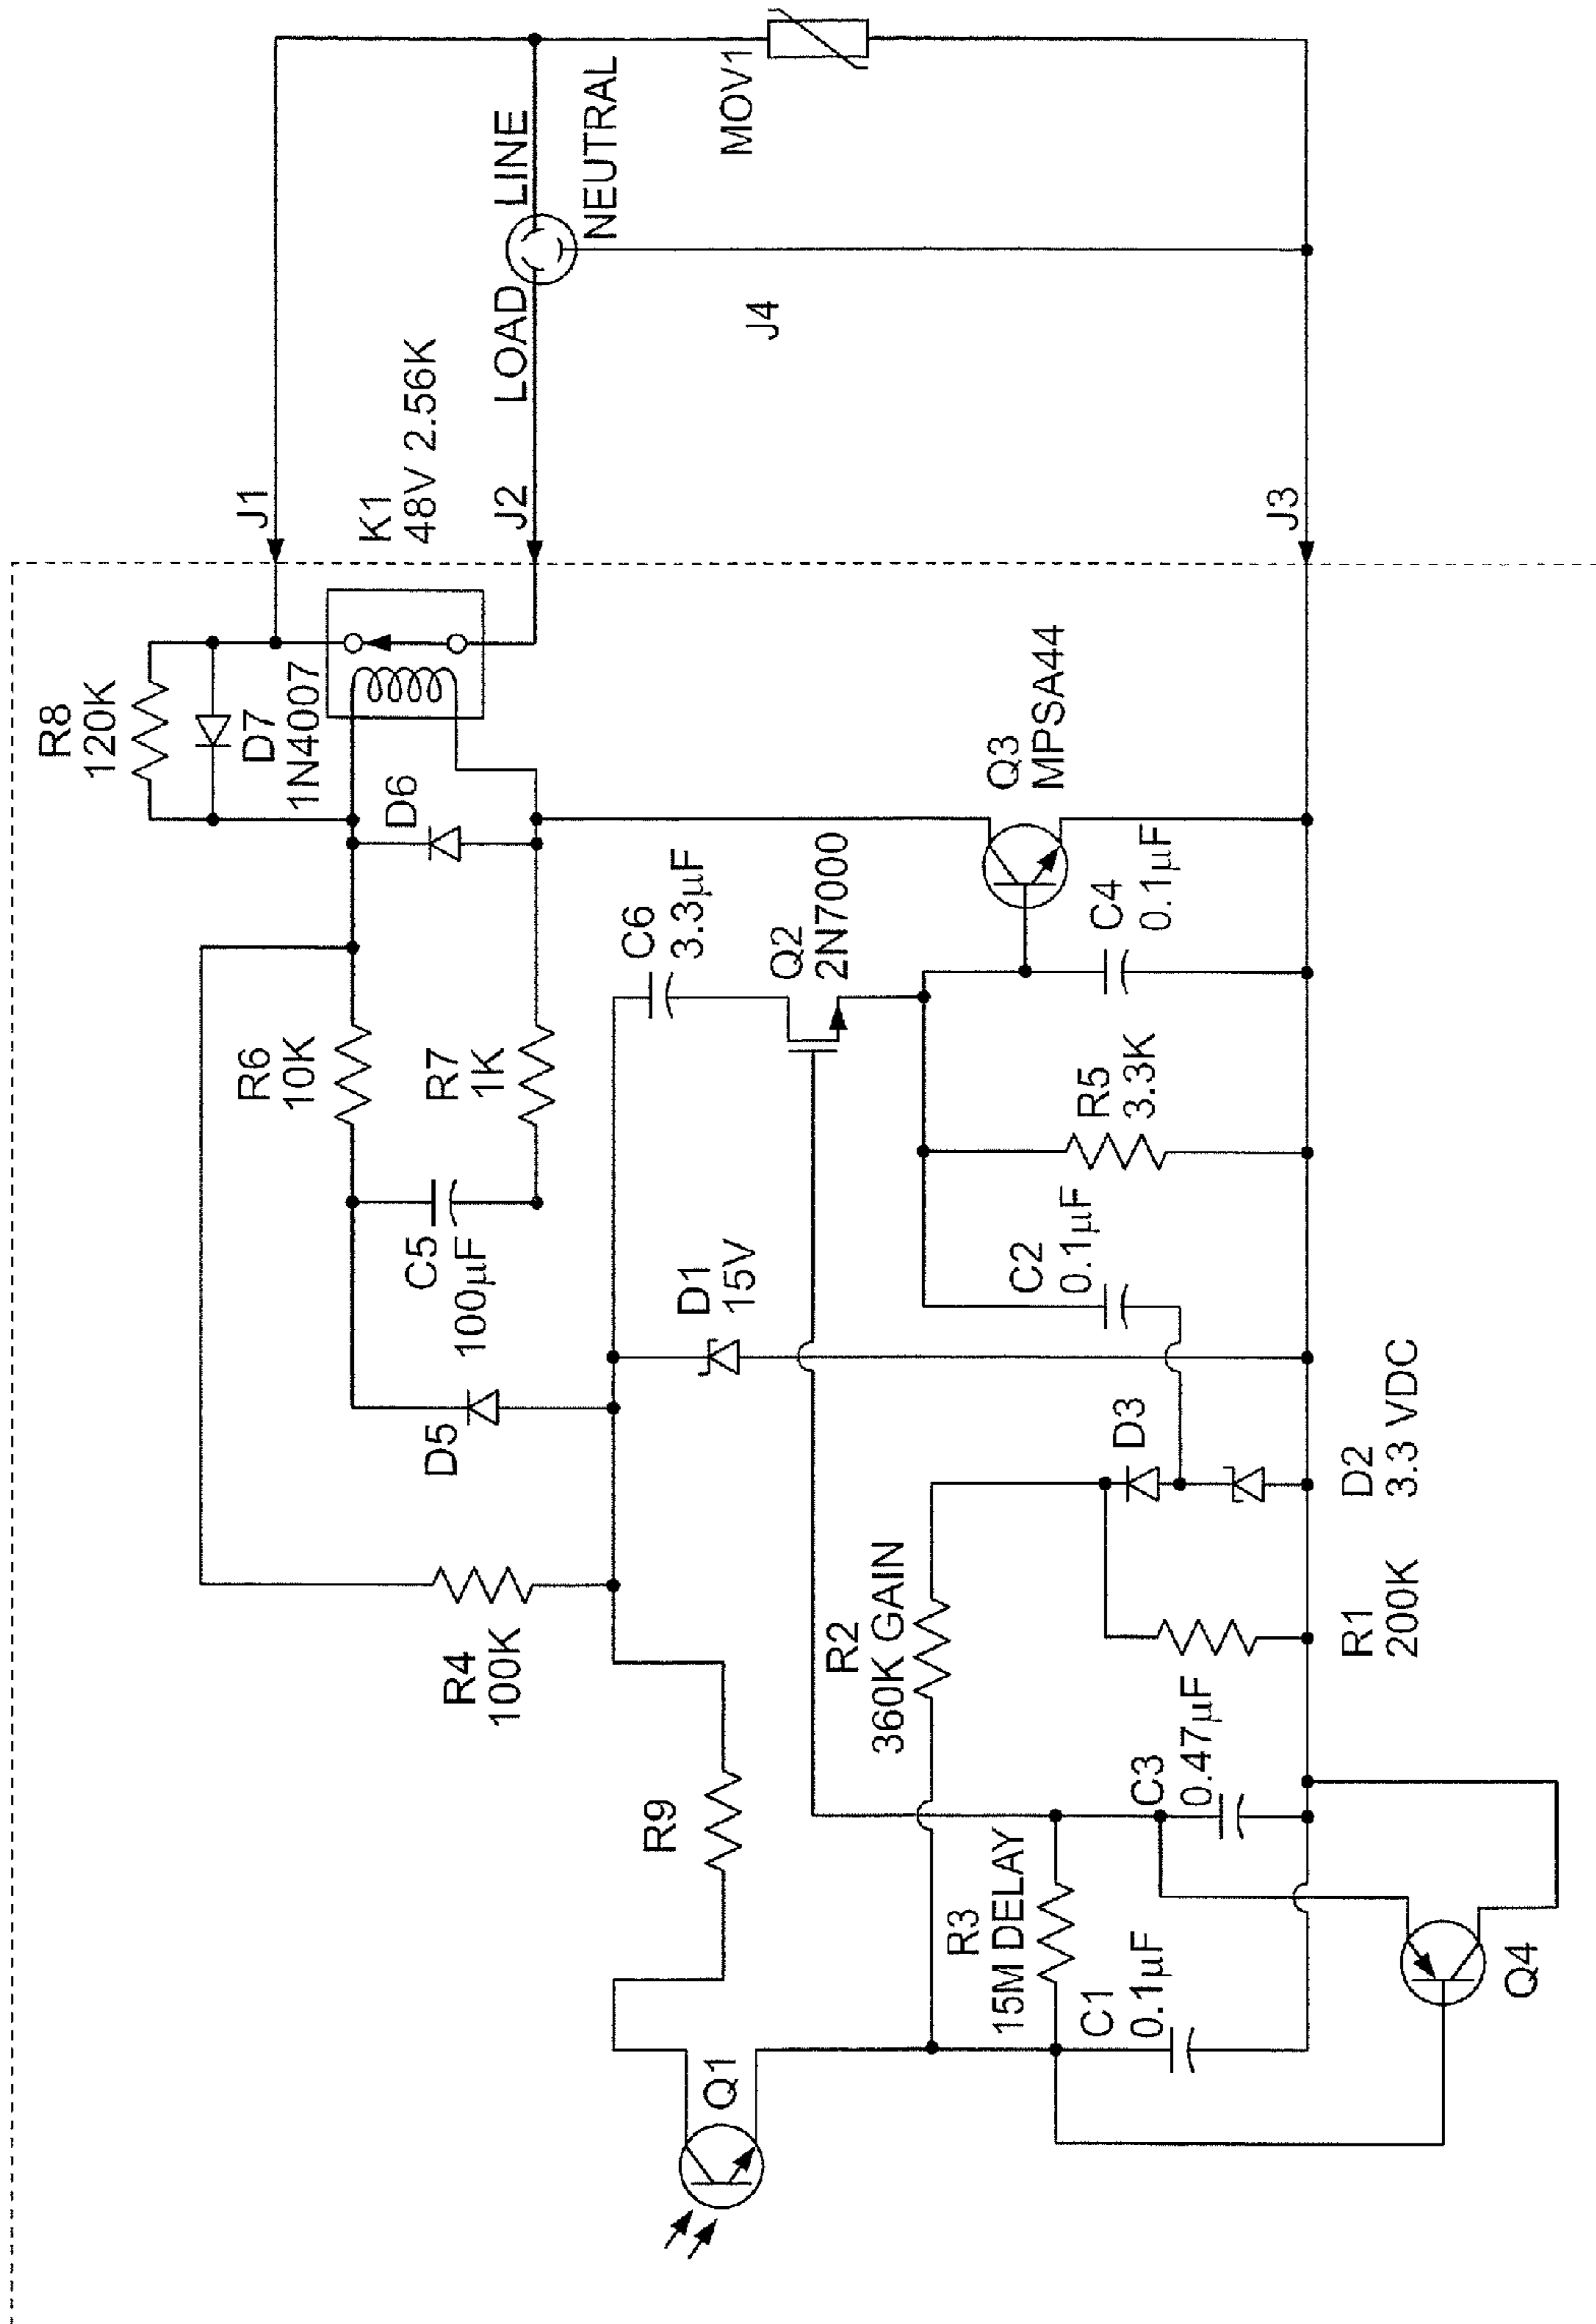 R8
120K
D7
1N4007
J1
K1
48V 2.56K
J2
LOAD
LINE
NEUTRAL
J4
MOV1
J3
D6
R6
10K
R7
1K
C5
100µF
D5
R4
100K
C6
3.3µF
Q2
2N7000
Q3
MPSA44
C4
0.1µF
R5
3.3K
C2
0.1µF
D1
15V
D3
D2
3.3 VDC
R1
200K
R2
360K GAIN
R9
C3
0.47µF
R3
15M DELAY
C1
0.1µF
Q1
Q4